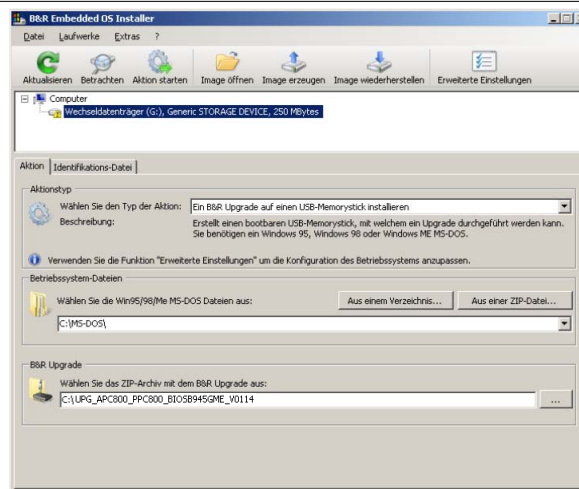 B&R Embedded OS Installer
Datei Laufwerke Extras ?
Aktualisieren Betrachten Aktion starten Image öffnen Image erzeugen Image wiederherstellen Erweiterte Einstellungen
Computer
Wechseldatenträger (G:), Generic STORAGE DEVICE, 250 MBytes
Aktion Identifikations-Datei
Aktionstyp
Wählen Sie den Typ der Aktion: Ein B&R Upgrade auf einen USB-Memorystick installieren
Beschreibung: Erstellt einen bootbaren USB-Memorystick, mit welchem ein Upgrade durchgeführt werden kann.
Sie benötigen ein Windows 95, Windows 98 oder Windows ME MS-DOS.
Verwenden Sie die Funktion "Erweiterte Einstellungen" um die Konfiguration des Betriebssystems anzupassen.
Betriebssystem-Dateien
Wählen Sie die Win95/98/Me MS-DOS Dateien aus: Aus einem Verzeichnis... Aus einer ZIP-Datei...
C:\MS-DOS\
B&R Upgrade
Wählen Sie das ZIP-Archiv mit dem B&R Upgrade aus:
C:\UPG_APC800_PPC800_BIOSB945GME_V0114 ...